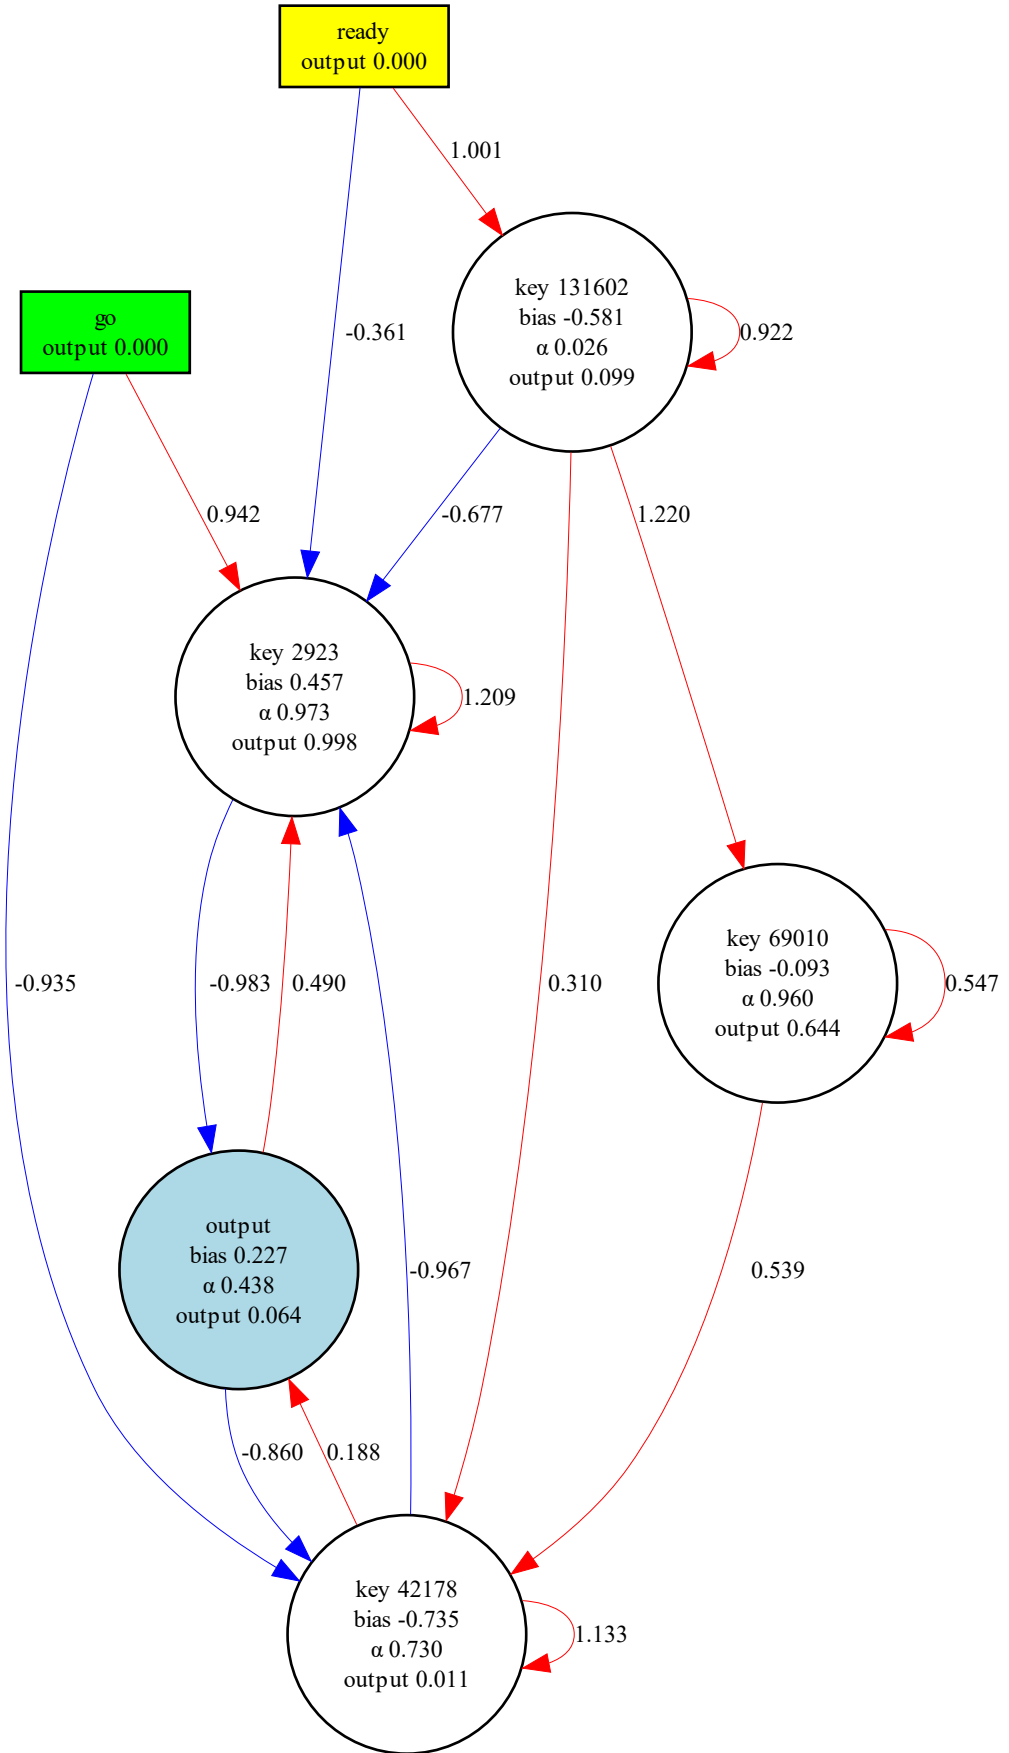 ready
output 0.000
1.001
key 131602
bias -0.581
α 0.026
output 0.099
0.922
go
output 0.000
-0.361
0.942
-0.677
1.220
key 2923
bias 0.457
α 0.973
output 0.998
1.209
key 69010
bias -0.093
α 0.960
output 0.644
0.547
-0.935
-0.983
0.490
0.310
output
bias 0.227
α 0.438
output 0.064
-0.967
0.539
-0.860
0.188
key 42178
bias -0.735
α 0.730
output 0.011
1.133